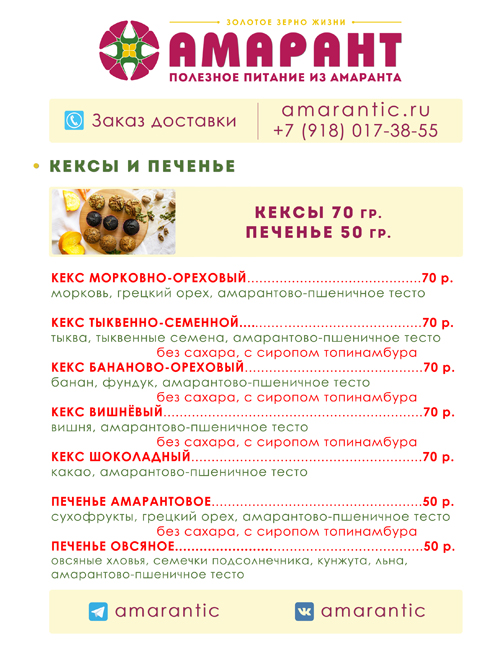 ЗОЛОТОЕ ЗЕРНО ЖИЗНИ
АМАРАНТ
ПОЛЕЗНОЕ ПИТАНИЕ ИЗ АМАРАНТА
Заказ доставки
amarantic.ru
+7 (918) 017-38-55
• КЕКСЫ И ПЕЧЕНЬЕ
КЕКСЫ 70 ГР.
ПЕЧЕНЬЕ 50 ГР.
КЕКС МОРКОВНО-ОРЕХОВЫЙ..........................................70 р.
морковь, грецкий орех, амарантово-пшеничное тесто
КЕКС ТЫКВЕННО-СЕМЕННОЙ..........................................70 р.
тыква, тыквенные семена, амарантово-пшеничное тесто
без сахара, с сиропом топинамбура
КЕКС БАНАНОВО-ОРЕХОВЫЙ..........................................70 р.
банан, фундук, амарантово-пшеничное тесто
без сахара, с сиропом топинамбура
КЕКС ВИШНЁВЫЙ..............................................................70 р.
вишня, амарантово-пшеничное тесто
без сахара, с сиропом топинамбура
КЕКС ШОКОЛАДНЫЙ.......................................................70 р.
какао, амарантово-пшеничное тесто
ПЕЧЕНЬЕ АМАРАНТОВОЕ..................................................50 р.
сухофрукты, грецкий орех, амарантово-пшеничное тесто
без сахара, с сиропом топинамбура
ПЕЧЕНЬЕ ОВСЯНОЕ...........................................................50 р.
овсяные хловья, семечки подсолнечника, кунжута, льна,
амарантово-пшеничное тесто
amarantic
amarantic